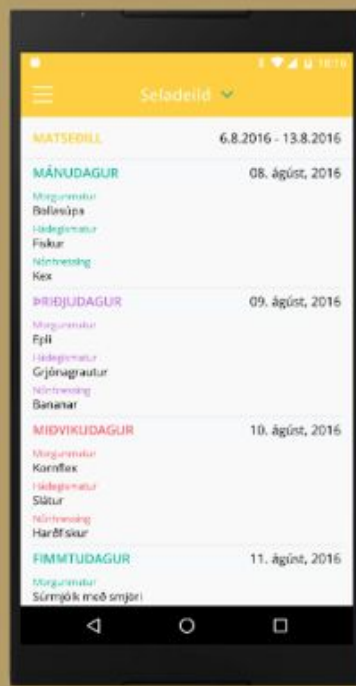 10:16
Seladeild
MATSEÐILL 6.8.2016 - 13.8.2016
MÁNUDAGUR 08. ágúst, 2016
Morgunmatur
Bollasúpa
Hádegismatur
Fiskur
Nónhressing
Kex
ÞRIÐJUDAGUR 09. ágúst, 2016
Morgunmatur
Epli
Hádegismatur
Grjónagrautur
Nónhressing
Bananar
MIÐVIKUDAGUR 10. ágúst, 2016
Morgunmatur
Kornflex
Hádegismatur
Slátur
Nónhressing
Harðfiskur
FIMMTUDAGUR 11. ágúst, 2016
Morgunmatur
Súrmjólk með smjöri